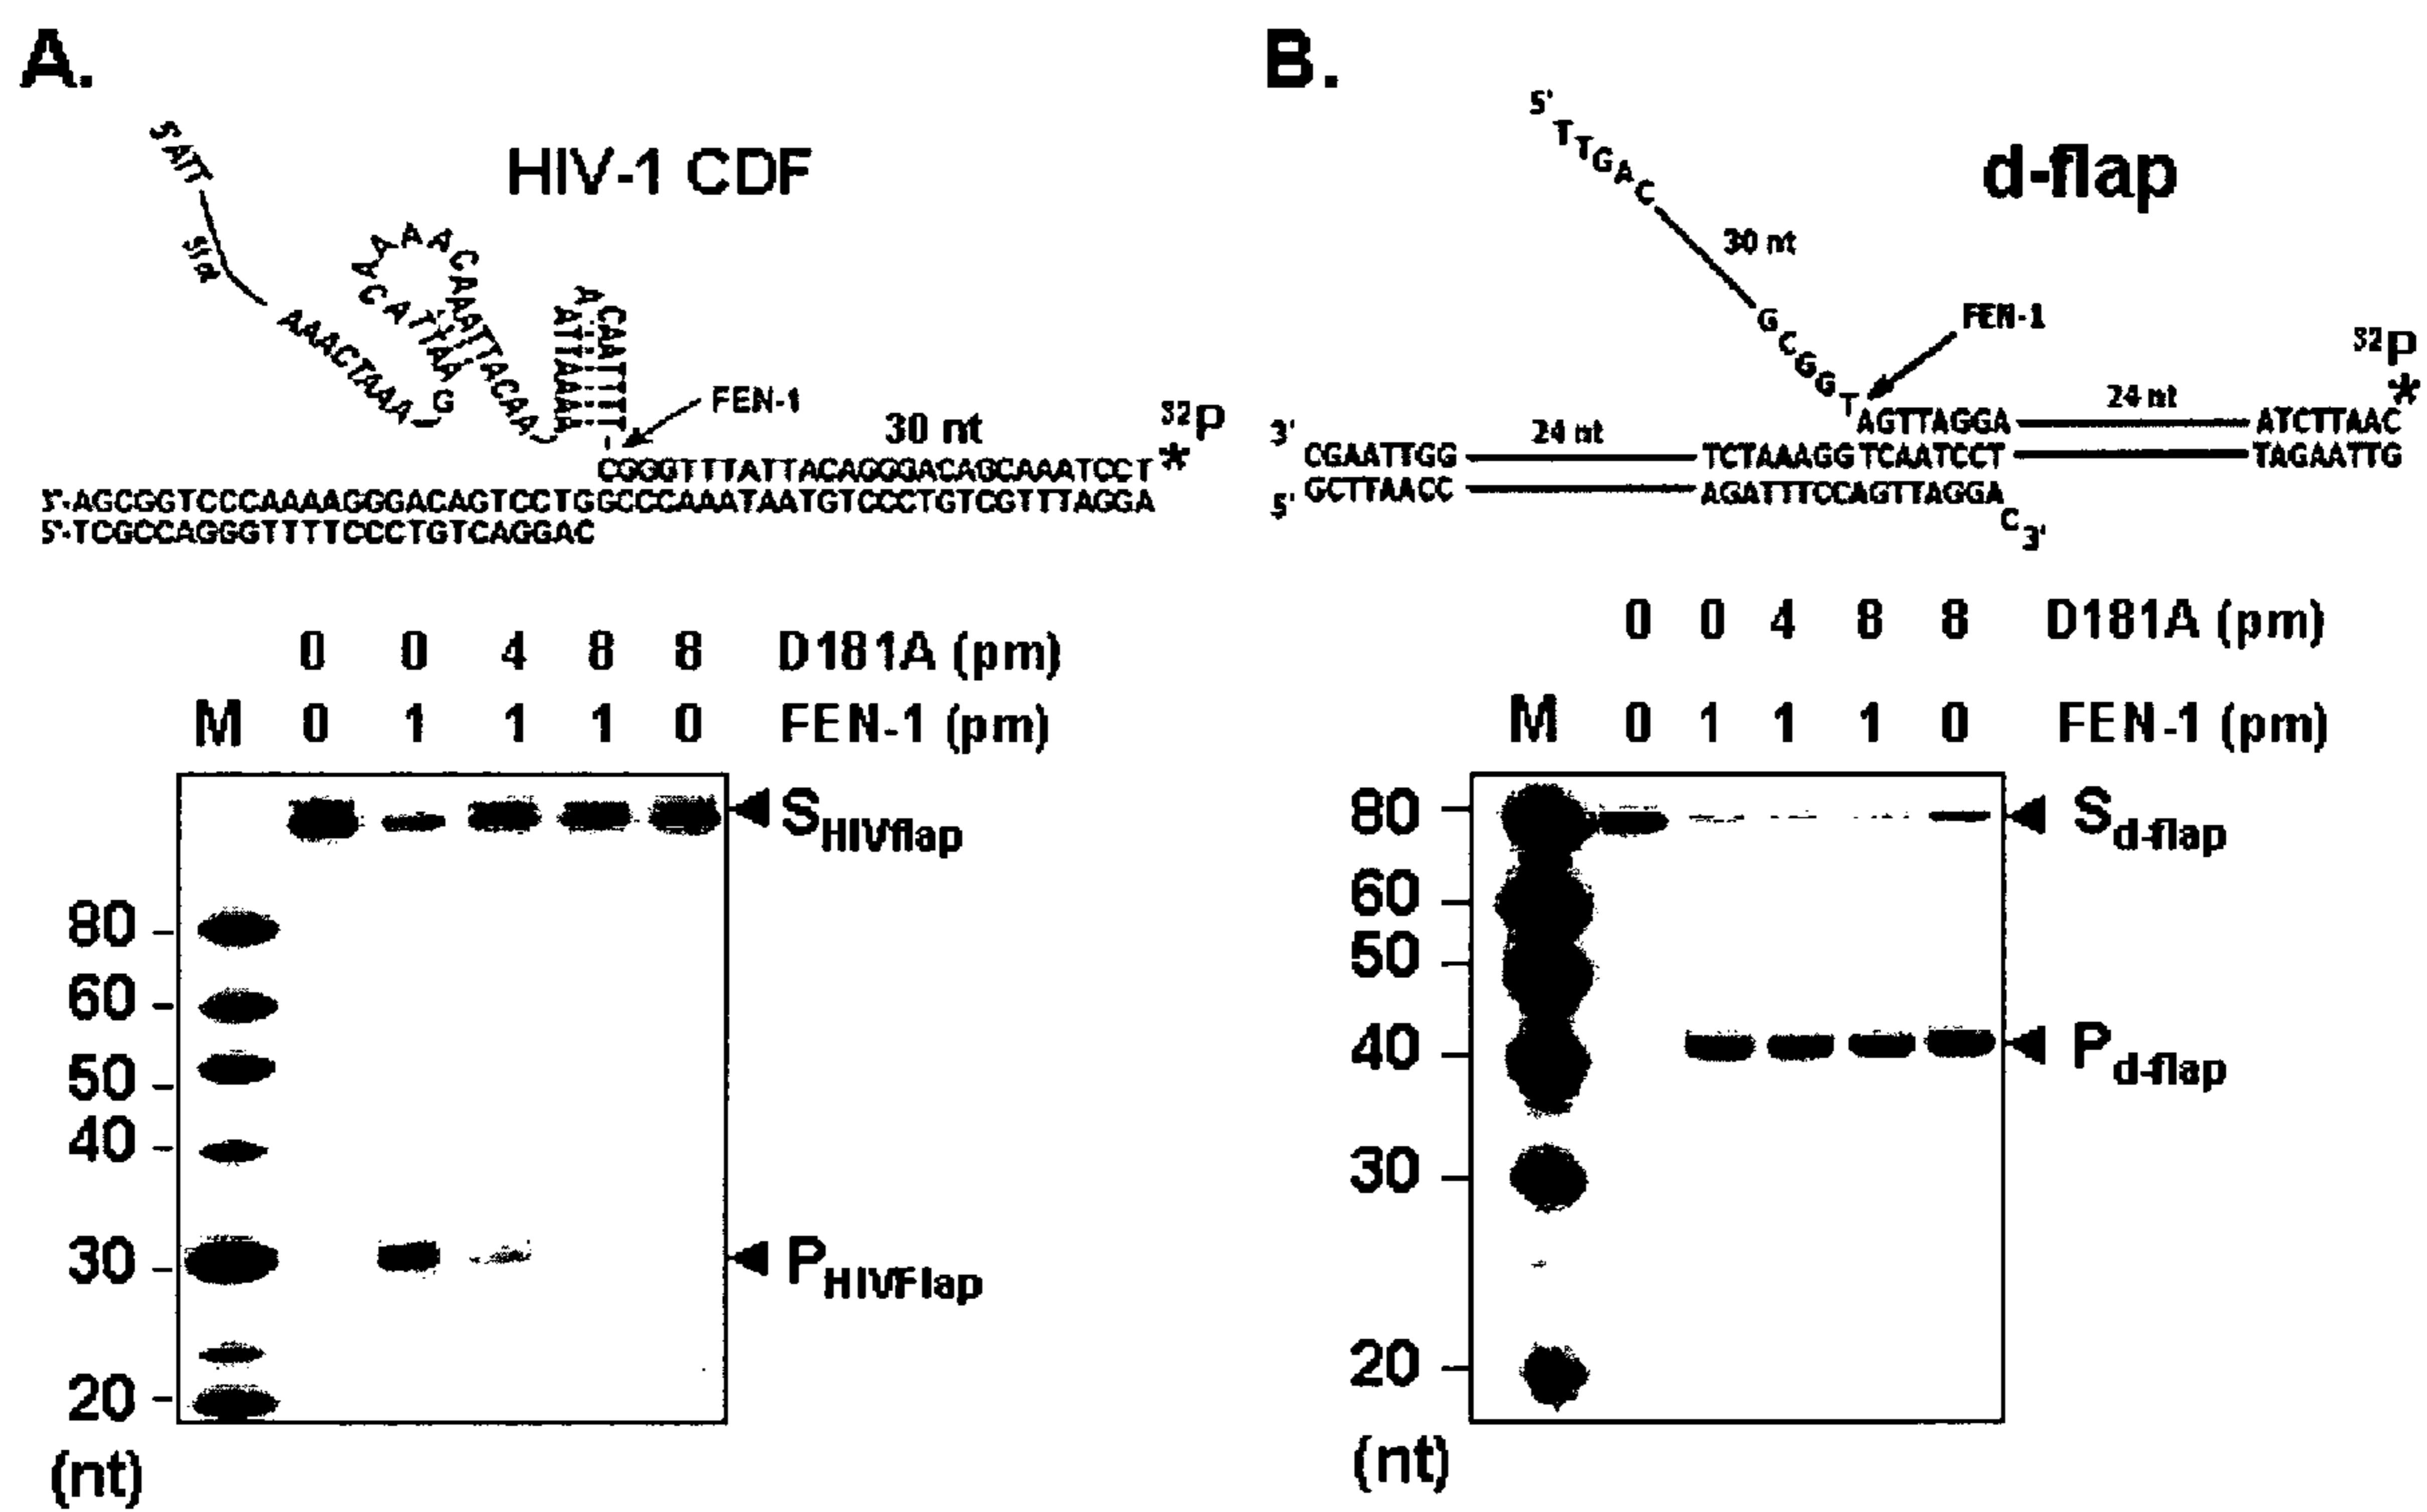 A.
HIV-1 CDF
FEN-1
30 nt
32P
*
CGGGTTTATTACAGGGACAGCAAATCCT
3'-AGCGGTCCCAAAAGGGACAGTCCTGGCCCAAATAATGTCCCTGTCGTTTAGGA
5'-TCGCCAGGGTTTTCCCTGTCAGGAC
0 0 4 8 8 D181A (pm)
M 0 1 1 1 0 FEN-1 (pm)
SHIVflap
80
60
50
40
30
PHIVFlap
20
(nt)
B.
d-flap
5'
TTGAC
30 nt
GCGGT
FEN-1
32P
*
24 nt
AGTTAGGA
ATCTTAAC
3'
CGAATTGG
24 nt
TCTAAAGGTCAATCCT
TAGAATTG
5'
GCTTAACC
AGATTTCCAGTTAGGA
C
3'
0 0 4 8 8 D181A (pm)
M 0 1 1 1 0 FEN-1 (pm)
80
Sd-flap
60
50
40
Pd-flap
30
20
(nt)